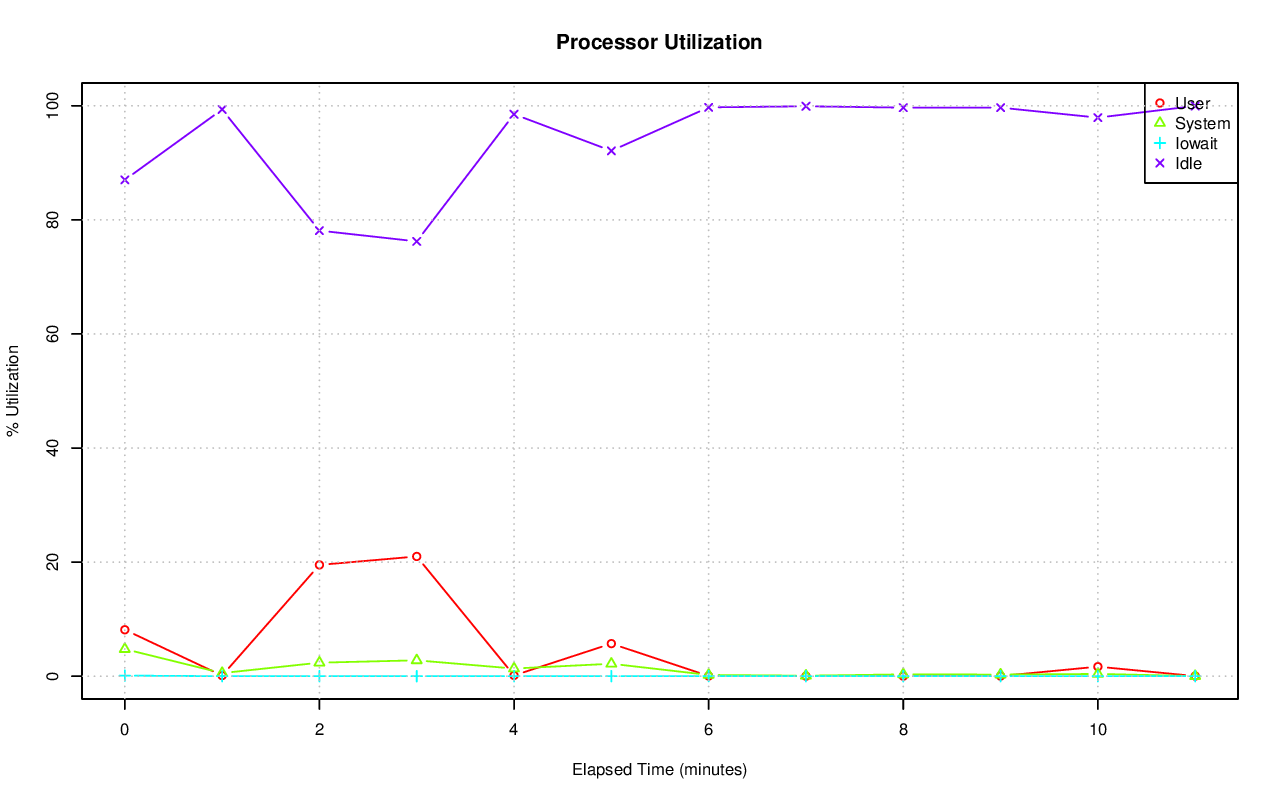 Processor Utilization
100
80
60
40
20
0
% Utilization
User
System
Iowait
Idle
0 2 4 6 8 10
Elapsed Time (minutes)